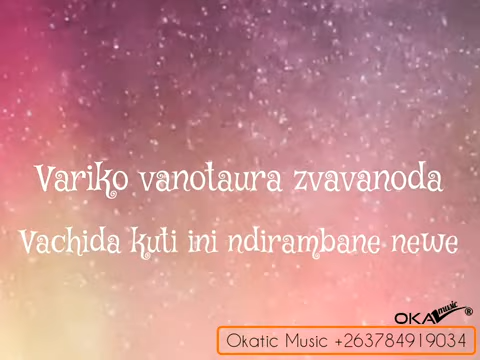 Variko vanotaura zvavanoda
Vachida kuti ini ndirambane newe
OKA music ®
Okatic Music +263784919034